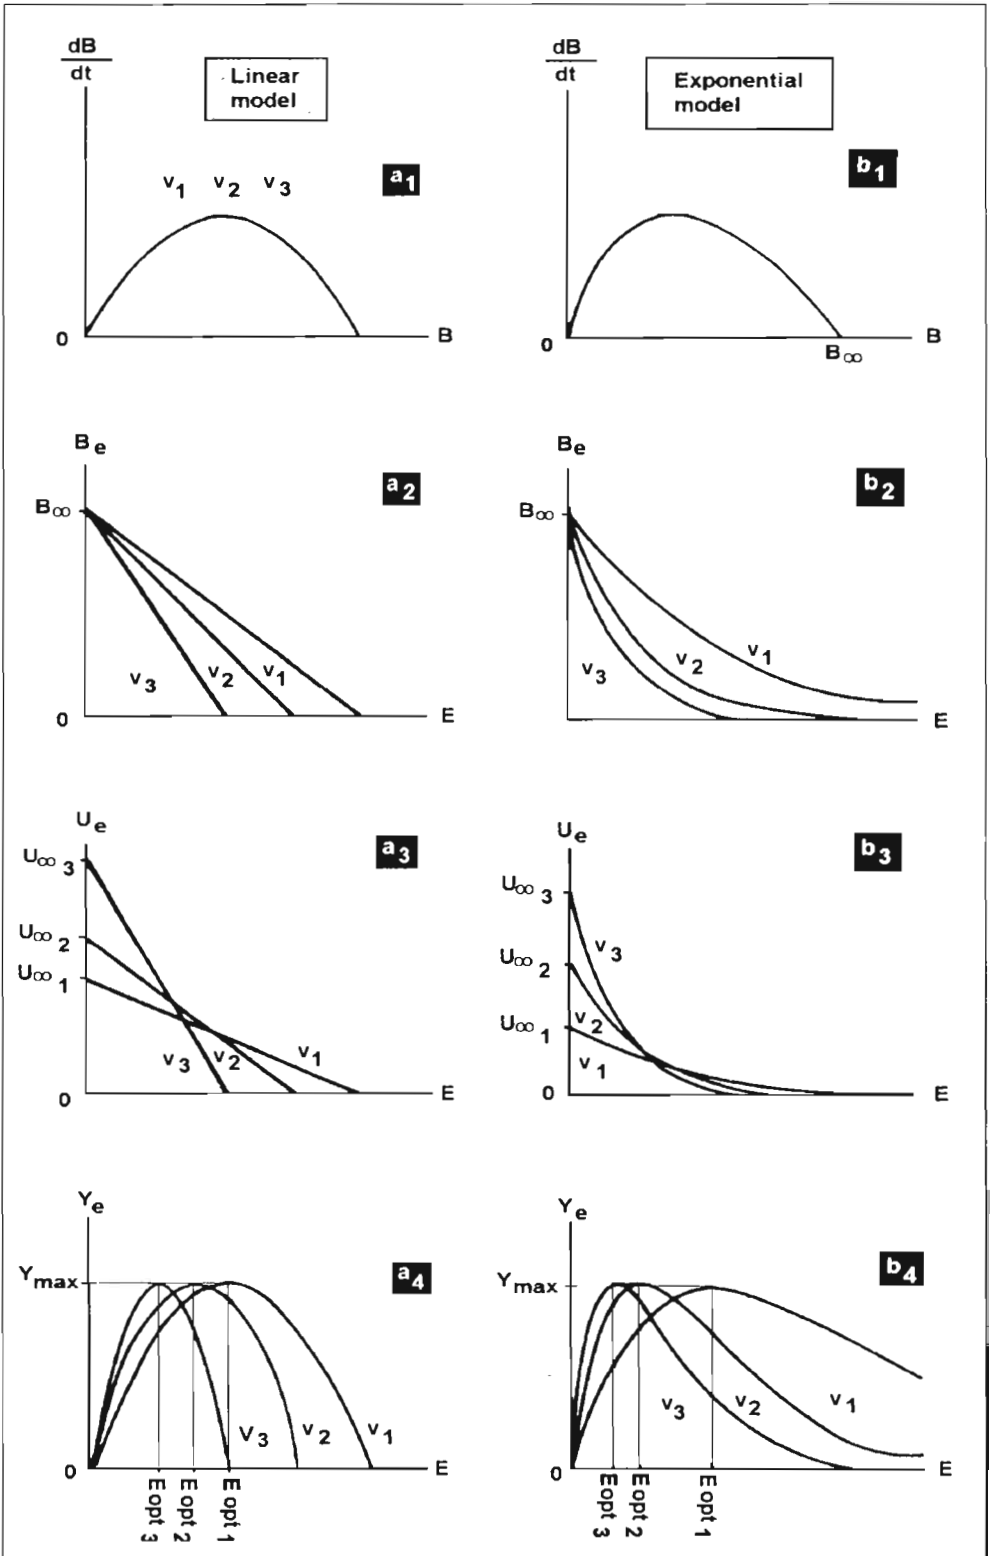 dB
dt
Linear
model
a1
v1 v2 v3
0
B
dB
dt
Exponential
model
b1
0
B∞
B
Be
a2
B∞
v3
v2
v1
0
E
Be
b2
B∞
v3
v2
v1
E
Ue
a3
U∞ 3
U∞ 2
U∞ 1
v3
v2
v1
0
E
Ue
b3
U∞ 3
U∞ 2
U∞ 1
v3
v2
v1
0
E
Ye
a4
Ymax
v3
v2
v1
0
E
E opt 3
E opt 2
E opt 1
Ye
b4
Ymax
v3
v2
v1
0
E
E opt 3
E opt 2
E opt 1